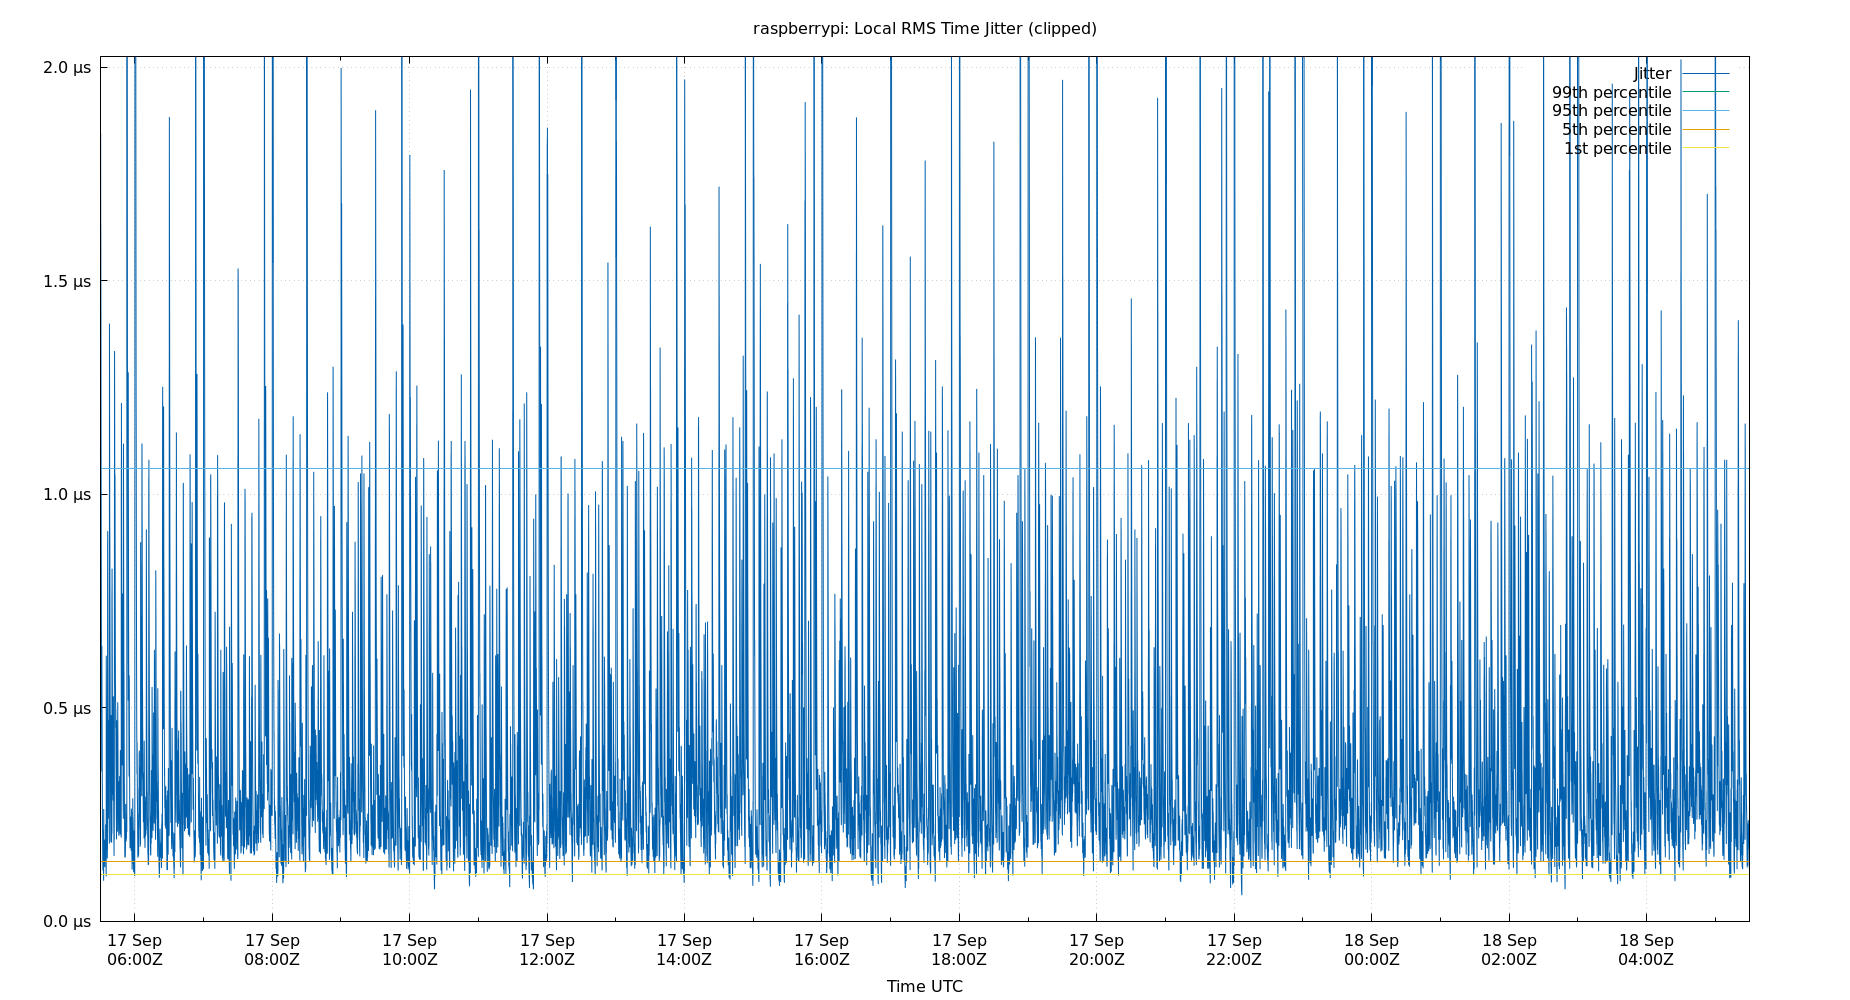 raspberrypi: Local RMS Time Jitter (clipped)
2.0 µs
1.5 µs
1.0 µs
0.5 µs
0.0 µs
Jitter
99th percentile
95th percentile
5th percentile
1st percentile
17 Sep 17 Sep 17 Sep 17 Sep 17 Sep 17 Sep 17 Sep 17 Sep 17 Sep 18 Sep 18 Sep 18 Sep
06:00Z 08:00Z 10:00Z 12:00Z 14:00Z 16:00Z 18:00Z 20:00Z 22:00Z 00:00Z 02:00Z 04:00Z
Time UTC